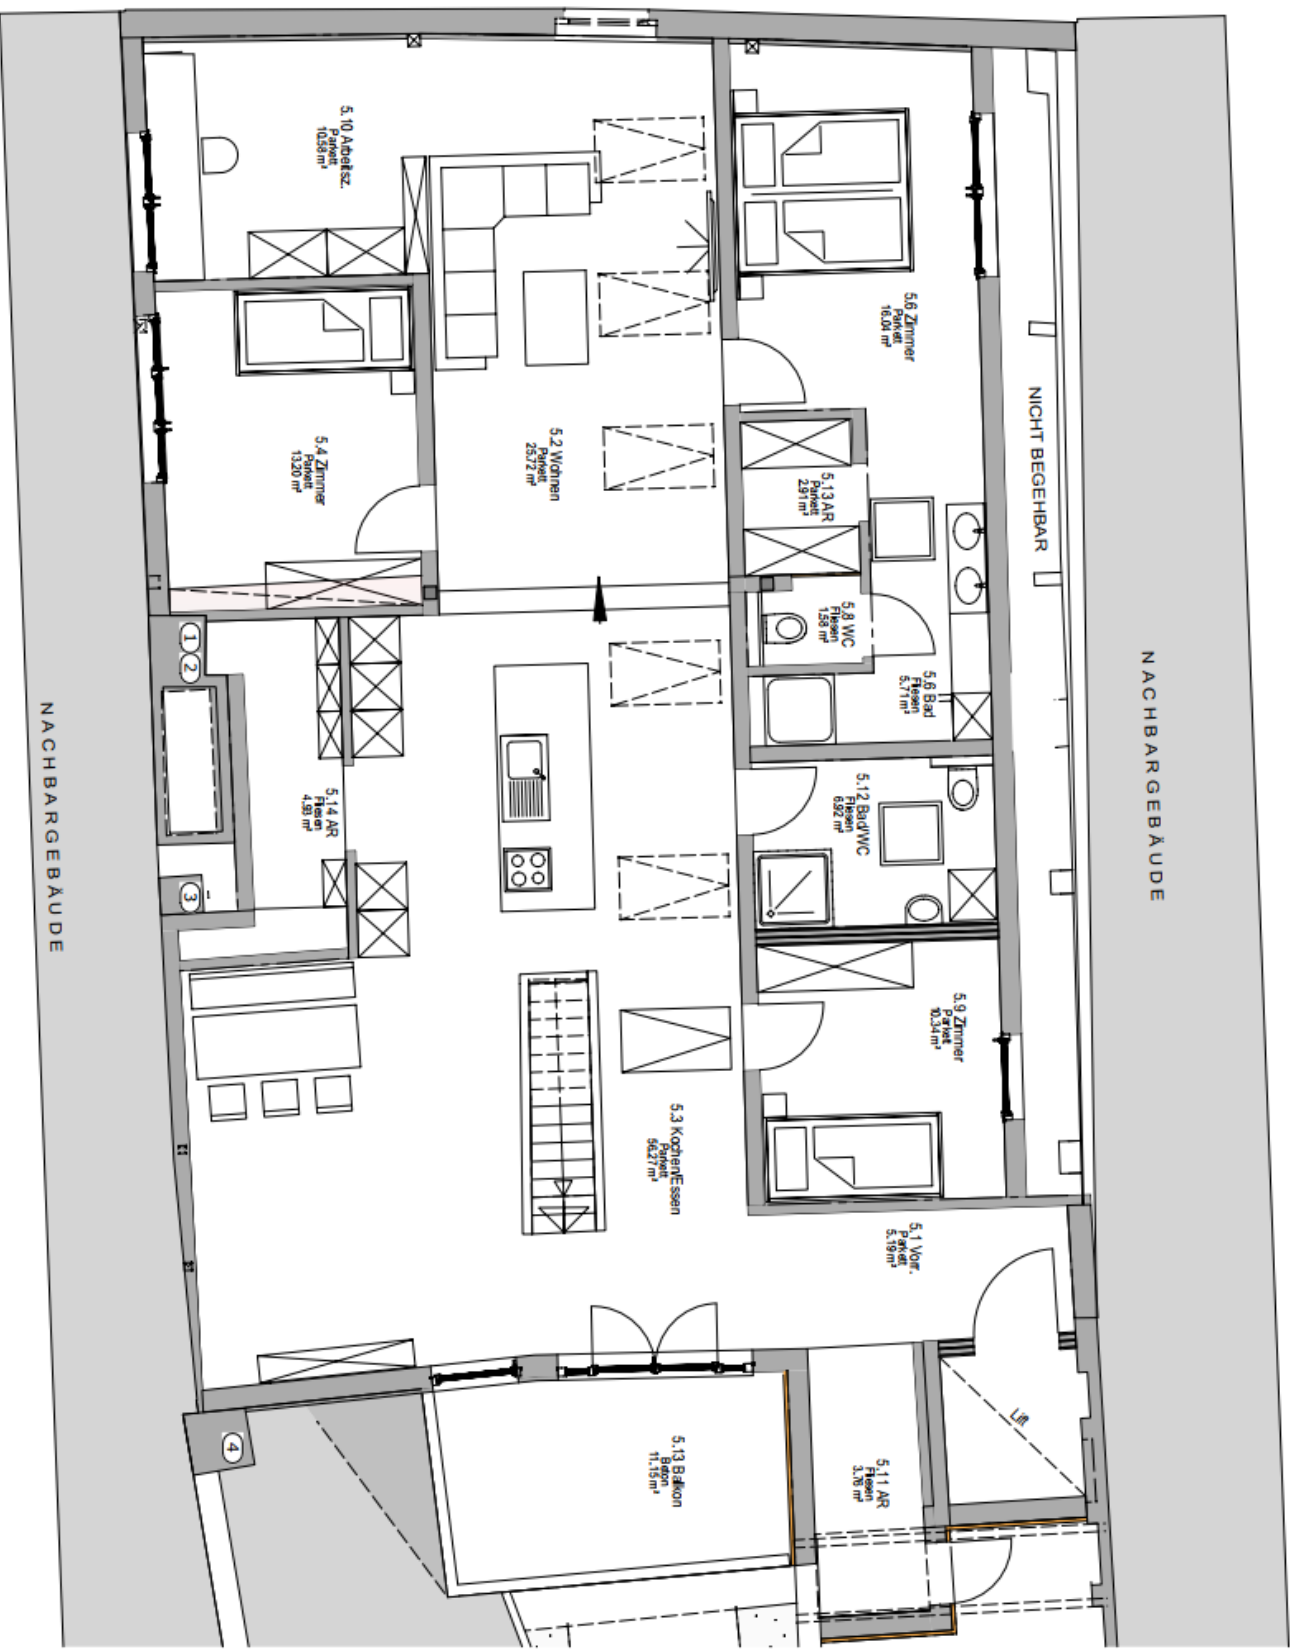 5.10 Arbeitsz.
Parkett
10.58 m²
5.6 Zimmer
Parkett
16.04 m²
NICHT BEGEHBAR
5.4 Zimmer
Parkett
13.20 m²
5.2 Wohnen
Parkett
25.72 m²
5.13 AR
Parkett
2.91 m²
5.8 WC
Fliesen
1.58 m²
5.6 Bad
Fliesen
5.71 m²
NACHBARGEBÄUDE
NACHBARGEBÄUDE
1
2
3
5.14 AR
Fliesen
4.93 m²
5.12 Bad/WC
Fliesen
6.92 m²
5.9 Zimmer
Parkett
10.34 m²
5.3 Kochen/Essen
Parkett
56.27 m²
5.1 Vorr.
Parkett
5.19 m²
Lift
4
5.13 Balkon
Beton
11.15 m²
5.11 AR
Fliesen
3.76 m²